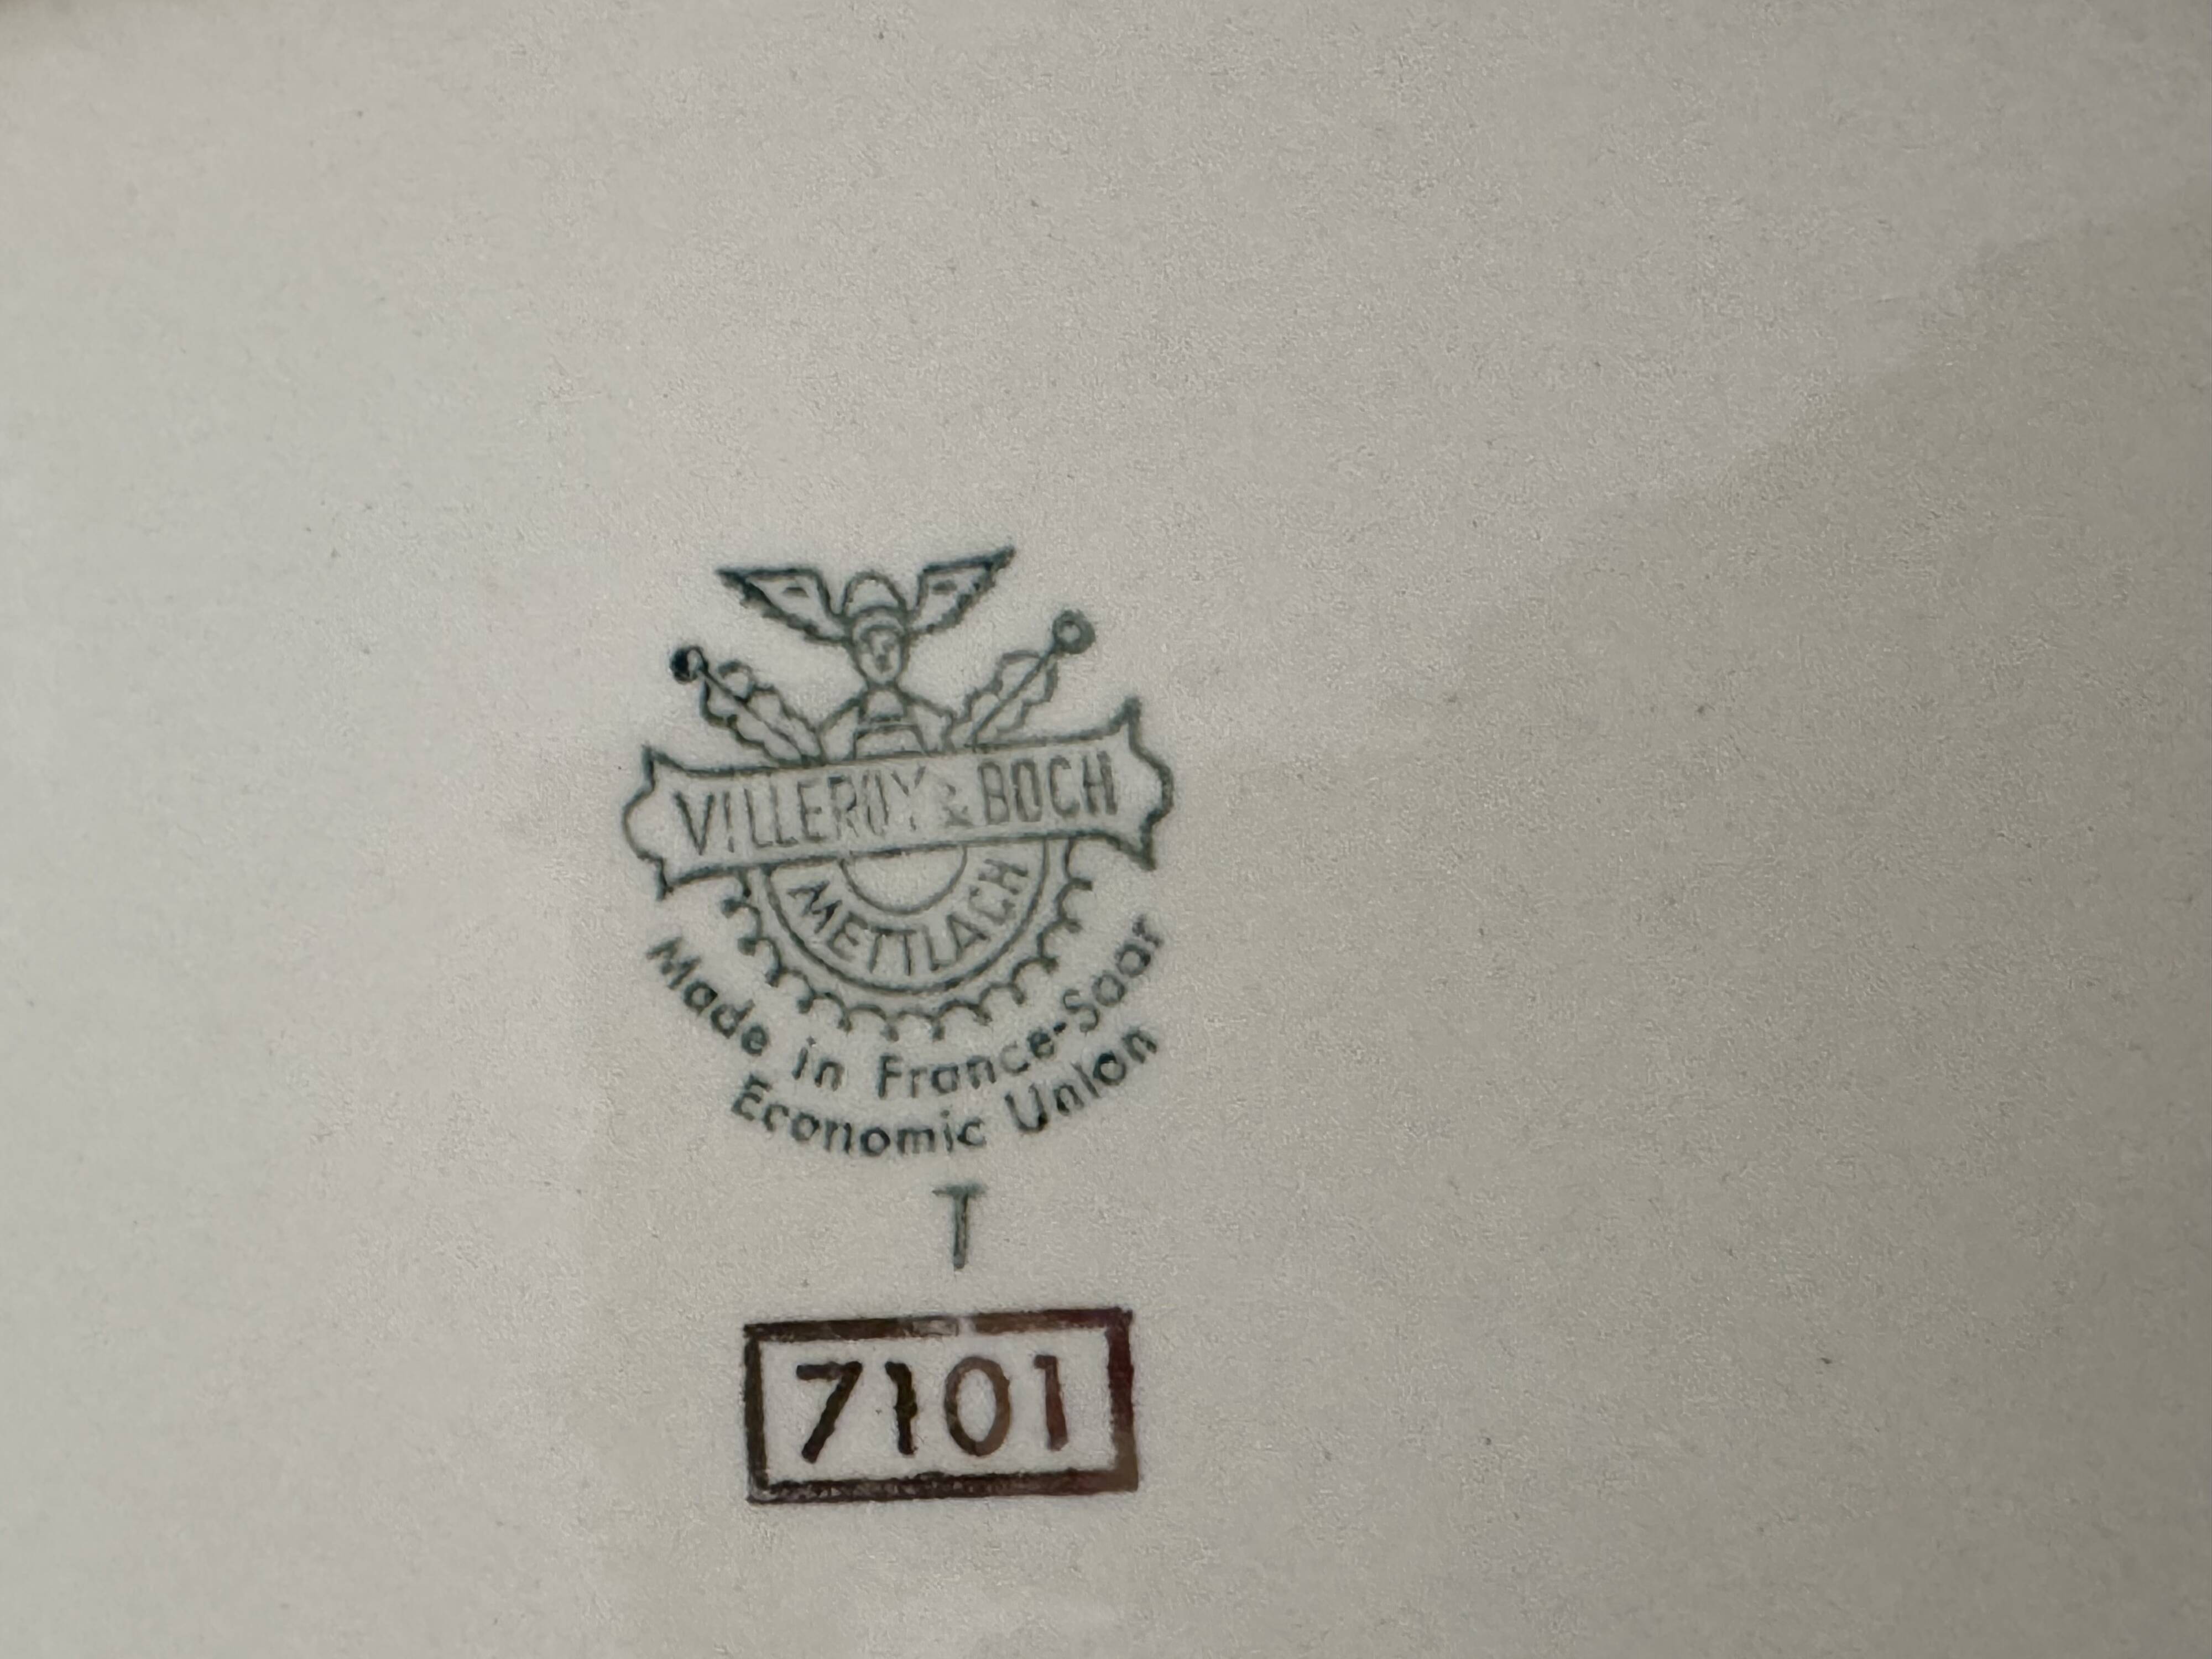 VILLEROY & BOCH
METTLACH
Made in France-Saar
Economic Union
T
7101